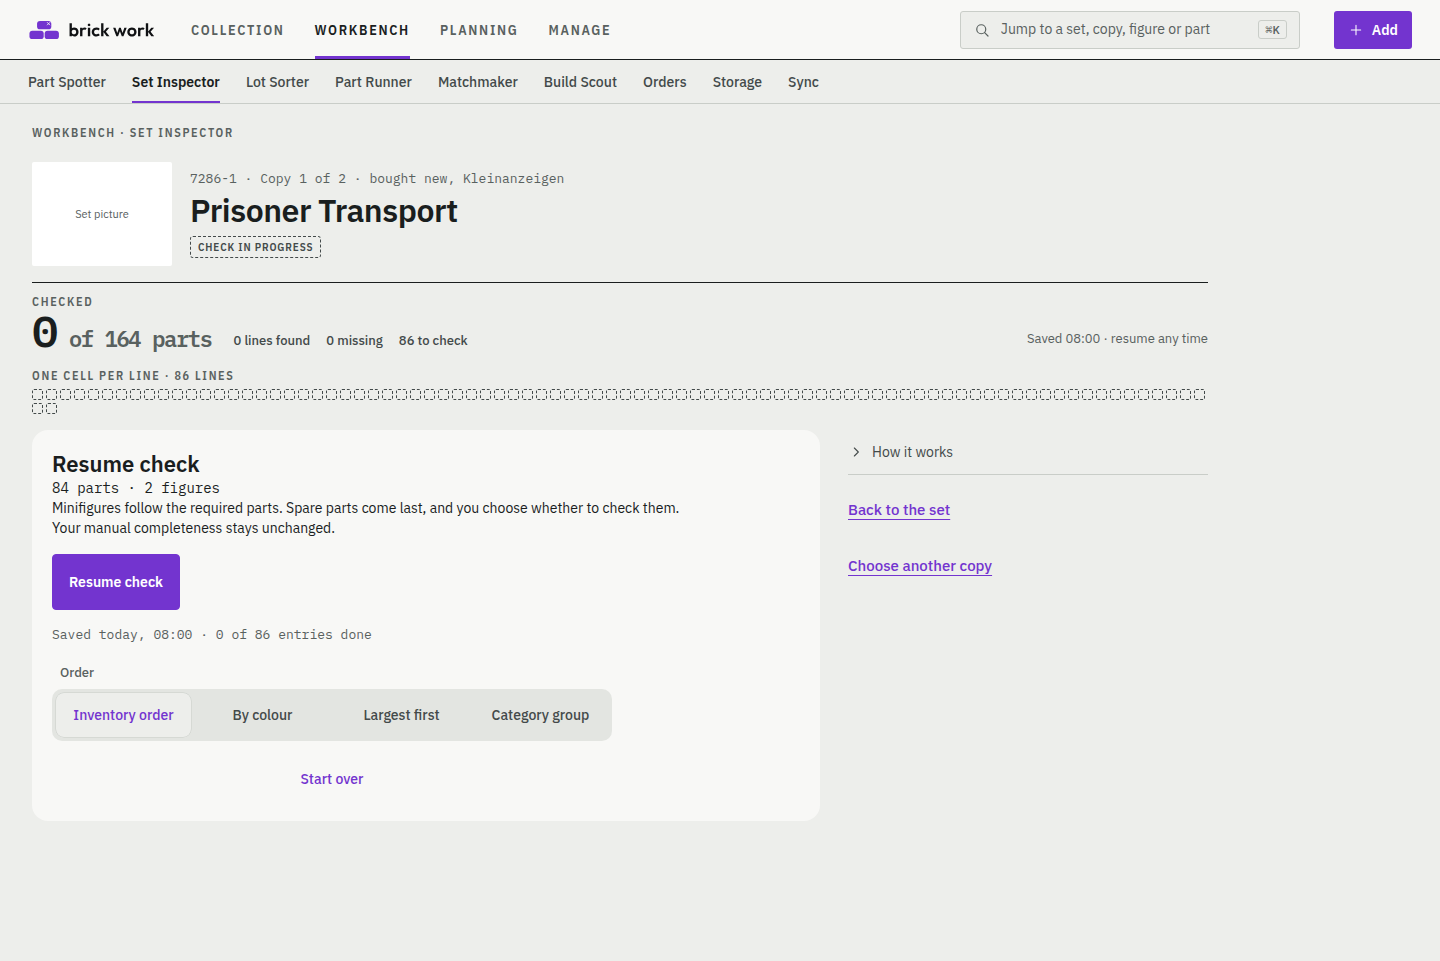 brick work
COLLECTION
WORKBENCH
PLANNING
MANAGE
Jump to a set, copy, figure or part
⌘K
+ Add
Part Spotter
Set Inspector
Lot Sorter
Part Runner
Matchmaker
Build Scout
Orders
Storage
Sync
WORKBENCH · SET INSPECTOR
Set picture
7286-1 · Copy 1 of 2 · bought new, Kleinanzeigen
Prisoner Transport
CHECK IN PROGRESS
CHECKED
0 of 164 parts
0 lines found
0 missing
86 to check
Saved 08:00 · resume any time
ONE CELL PER LINE · 86 LINES
Resume check
84 parts · 2 figures
Minifigures follow the required parts. Spare parts come last, and you choose whether to check them.
Your manual completeness stays unchanged.
Resume check
Saved today, 08:00 · 0 of 86 entries done
Order
Inventory order
By colour
Largest first
Category group
Start over
How it works
Back to the set
Choose another copy